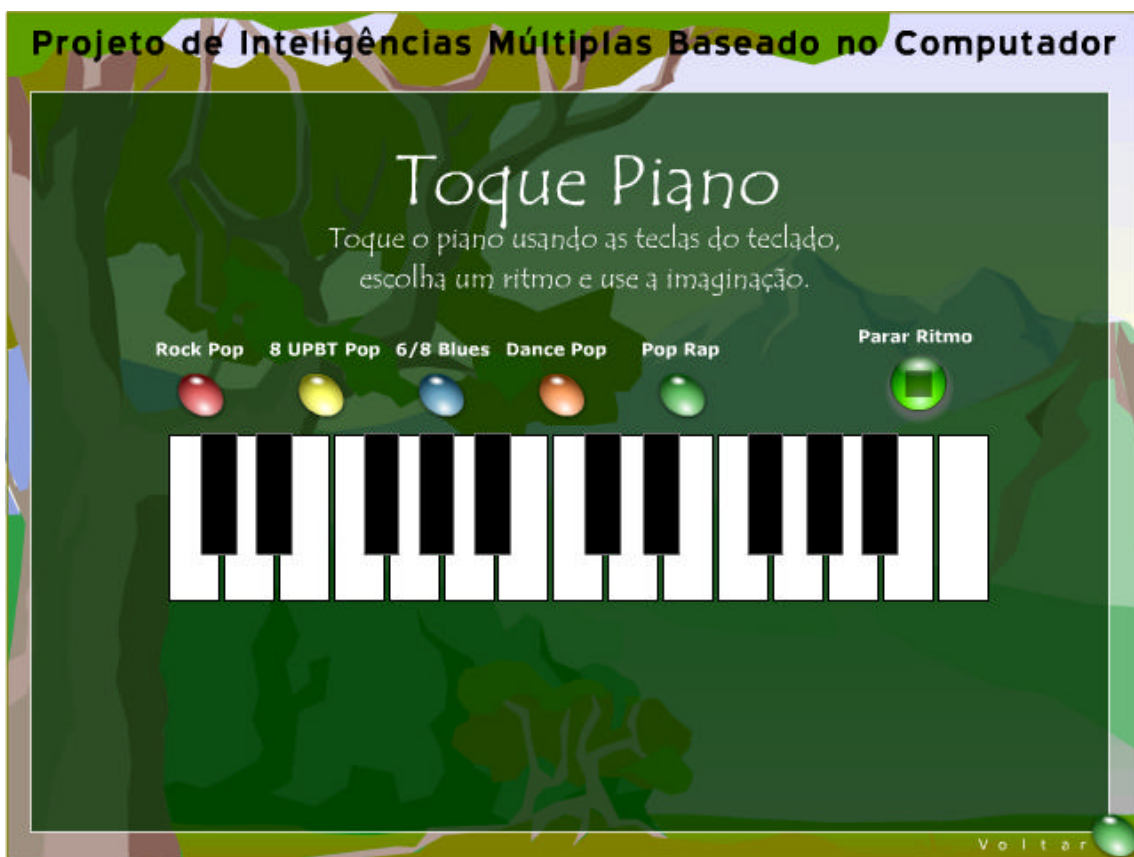 Projeto de Inteligências Múltiplas Baseado no Computador
Toque Piano
Toque o piano usando as teclas do teclado,
escolha um ritmo e use a imaginação.
Rock Pop 8 UPBT Pop 6/8 Blues Dance Pop Pop Rap Parar Ritmo
Voltar